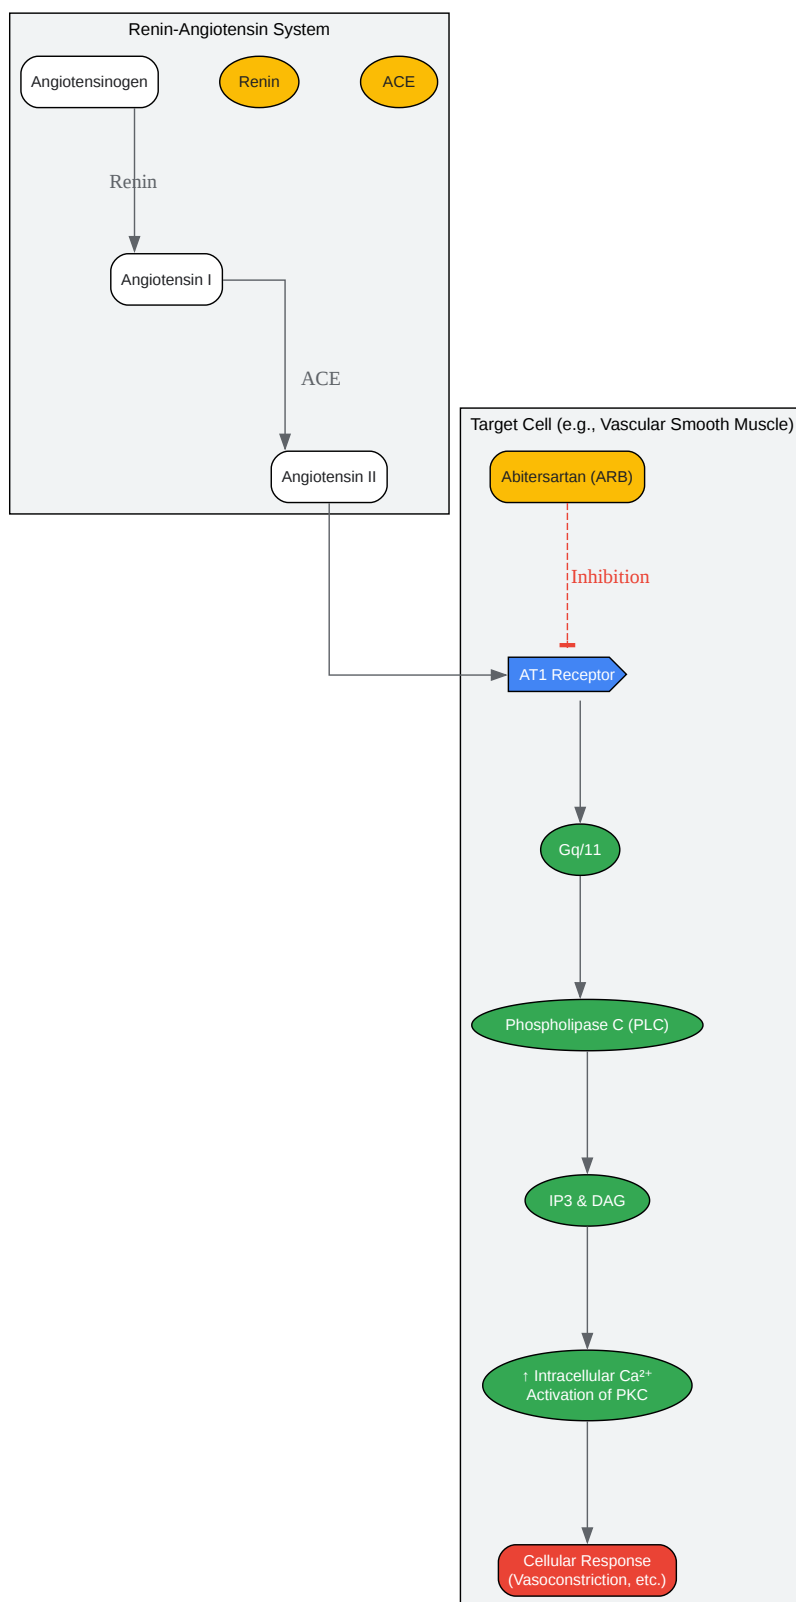 Renin-Angiotensin System
Angiotensinogen
Renin
ACE
Renin
Angiotensin I
ACE
Angiotensin II
Target Cell (e.g., Vascular Smooth Muscle)
Abitersartan (ARB)
Inhibition
AT1 Receptor
Gq/11
Phospholipase C (PLC)
IP3 & DAG
↑ Intracellular Ca²⁺
Activation of PKC
Cellular Response
(Vasoconstriction, etc.)